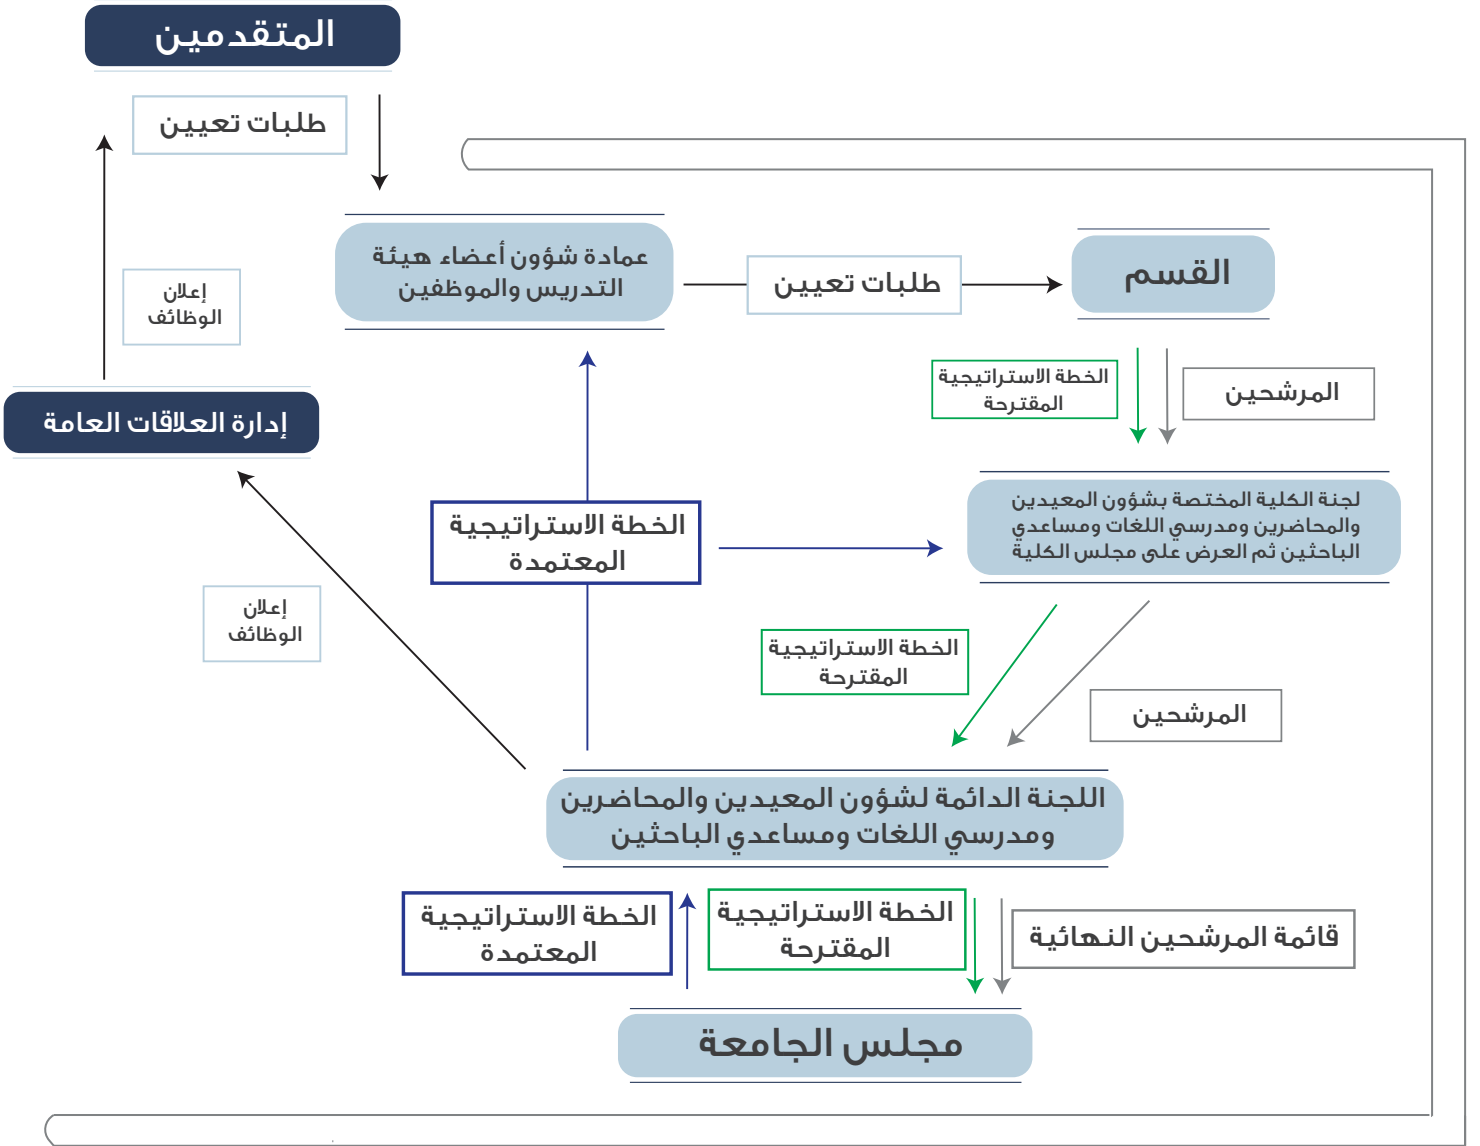 المتقدمين
طلبات تعيين
عمادة شؤون أعضاء هيئة
التدريس والموظفين
طلبات تعيين
القسم
إعلان
الوظائف
إدارة العلاقات العامة
الخطة الاستراتيجية
المقترحة
المرشحين
لجنة الكلية المختصة بشؤون المعيدين
والمحاضرين ومدرسي اللغات ومساعدي
الباحثين ثم العرض على مجلس الكلية
الخطة الاستراتيجية
المعتمدة
إعلان
الوظائف
الخطة الاستراتيجية
المقترحة
المرشحين
اللجنة الدائمة لشؤون المعيدين والمحاضرين
ومدرسي اللغات ومساعدي الباحثين
الخطة الاستراتيجية
المعتمدة
الخطة الاستراتيجية
المقترحة
قائمة المرشحين النهائية
مجلس الجامعة